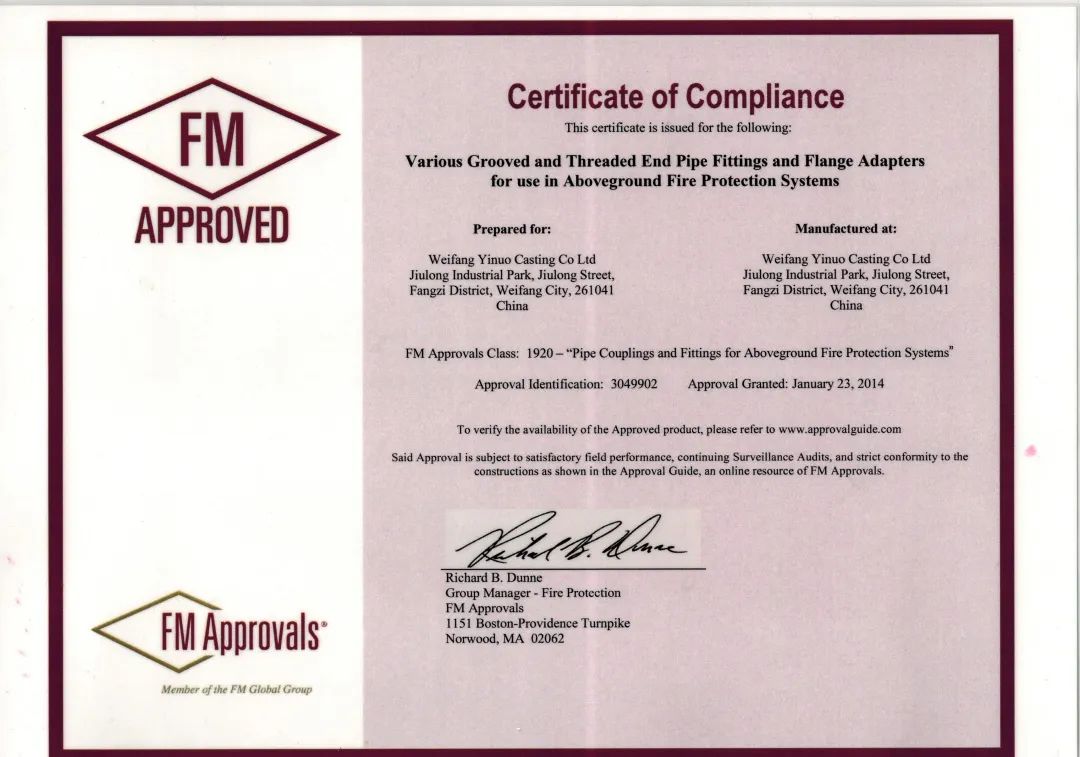 FM
APPROVED
Certificate of Compliance
This certificate is issued for the following:
Various Grooved and Threaded End Pipe Fittings and Flange Adapters
for use in Aboveground Fire Protection Systems
Prepared for:
Weifang Yinuo Casting Co Ltd
Jiulong Industrial Park, Jiulong Street,
Fangzi District, Weifang City, 261041
China
Manufactured at:
Weifang Yinuo Casting Co Ltd
Jiulong Industrial Park, Jiulong Street,
Fangzi District, Weifang City, 261041
China
FM Approvals Class: 1920 – “Pipe Couplings and Fittings for Aboveground Fire Protection Systems”
Approval Identification: 3049902 Approval Granted: January 23, 2014
To verify the availability of the Approved product, please refer to www.approvalguide.com
Said Approval is subject to satisfactory field performance, continuing Surveillance Audits, and strict conformity to the
constructions as shown in the Approval Guide, an online resource of FM Approvals.
Richard B. Dunne
Richard B. Dunne
Group Manager - Fire Protection
FM Approvals
1151 Boston-Providence Turnpike
Norwood, MA 02062
FM Approvals®
Member of the FM Global Group